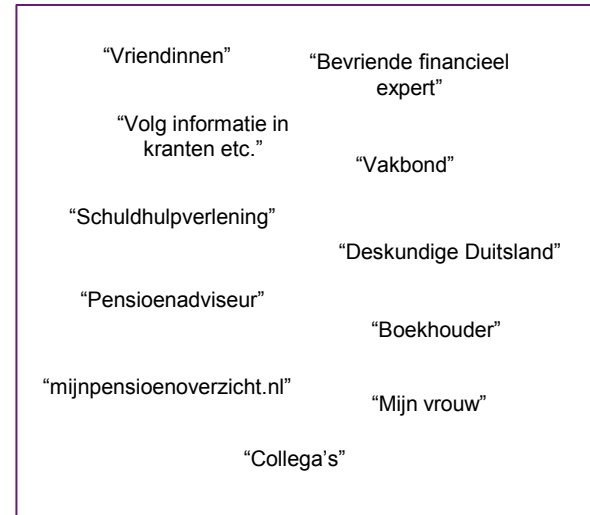 “Vriendinnen”
“Bevriende financieel
expert”
“Volg informatie in
kranten etc.”
“Vakbond”
“Schuldhulpverlening”
“Deskundige Duitsland”
“Pensioenadviseur”
“Boekhouder”
“mijnpensioenoverzicht.nl”
“Mijn vrouw”
“Collega’s”